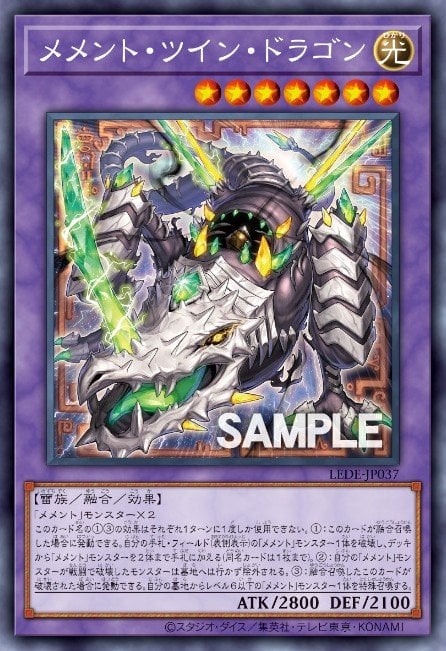 メメント・ツイン・ドラゴン
光
SAMPLE
LEDE-JP037
【雷族／融合／効果】
「メメント」モンスター×2
このカード名の①③の効果はそれぞれ1ターンに1度しか使用できない。①：このカードが融合召喚
した場合に発動できる。自分の手札・フィールド(表側表示)の「メメント」モンスター1体を破壊し、デッキ
から「メメント」モンスターを2体まで手札に加える(同名カードは1枚まで)。②：自分の「メメント」モン
スターが戦闘で破壊したモンスターは墓地へは行かず除外される。③：融合召喚したこのカードが
破壊された場合に発動できる。自分の墓地からレベル6以下の「メメント」モンスター1体を特殊召喚する。
ATK/2800 DEF/2100
©スタジオ・ダイス／集英社・テレビ東京・KONAMI